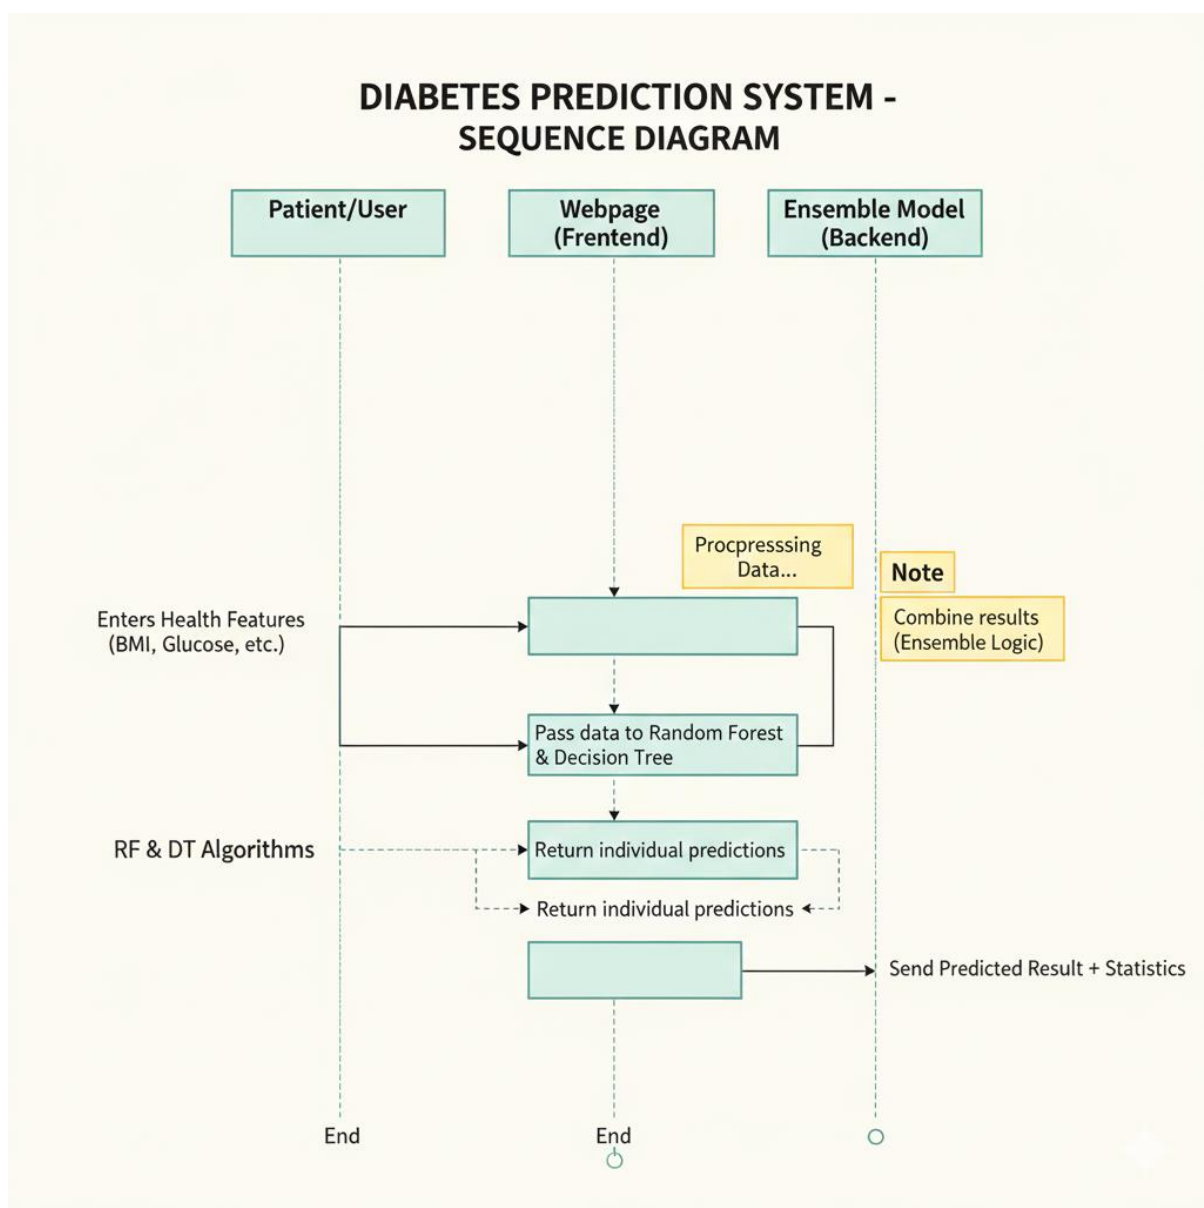 DIABETES PREDICTION SYSTEM -
SEQUENCE DIAGRAM
Patient/User
Webpage
(Frentend)
Ensemble Model
(Backend)
Procpresssing
Data...
Note
Enters Health Features
(BMI, Glucose, etc.)
Combine results
(Ensemble Logic)
Pass data to Random Forest
& Decision Tree
RF & DT Algorithms
Return individual predictions
Return individual predictions
Send Predicted Result + Statistics
End
End